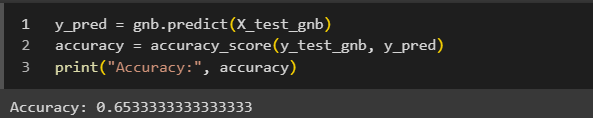 1 y_pred = gnb.predict(X_test_gnb)
2 accuracy = accuracy_score(y_test_gnb, y_pred)
3 print("Accuracy:", accuracy)
Accuracy: 0.6533333333333333